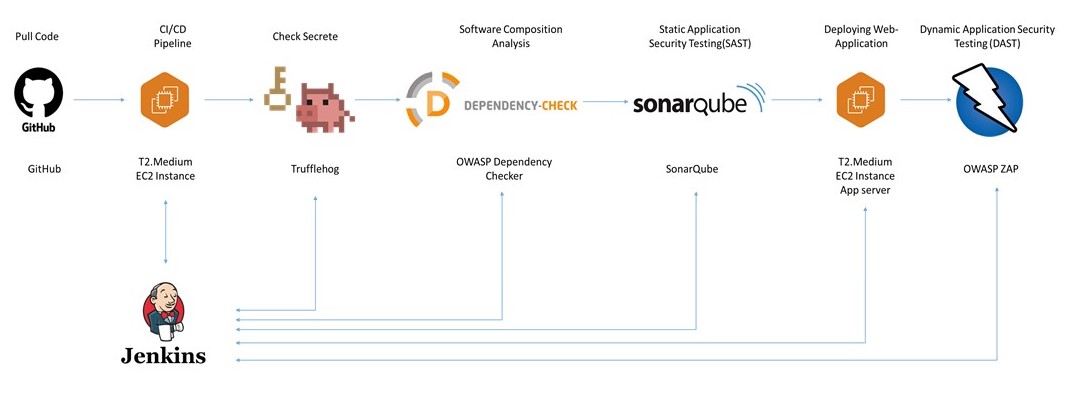 Pull Code
CI/CD
Pipeline
Check Secrete
Software Composition
Analysis
Static Application
Security Testing(SAST)
Deploying Web-
Application
Dynamic Application Security
Testing (DAST)
GitHub
D
DEPENDENCY-CHECK
sonarqube
GitHub
T2.Medium
EC2 Instance
Trufflehog
OWASP Dependency
Checker
SonarQube
T2.Medium
EC2 Instance
App server
OWASP ZAP
Jenkins